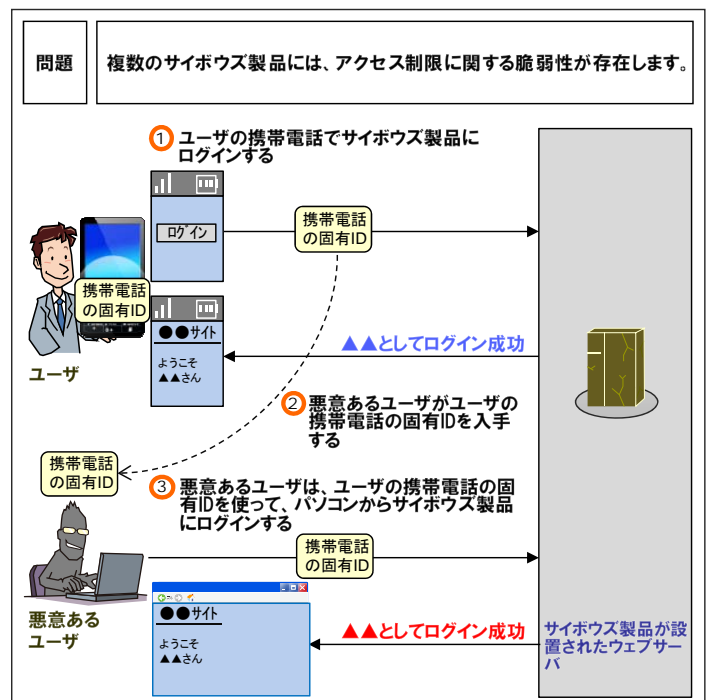 問題
複数のサイボウズ製品には、アクセス制限に関する脆弱性が存在します。
1 ユーザの携帯電話でサイボウズ製品に
ログインする
ログイン
携帯電話
の固有ID
携帯電話
の固有ID
ユーザ
●●サイト
ようこそ
▲▲さん
▲▲としてログイン成功
2 悪意あるユーザがユーザの
携帯電話の固有IDを入手
する
携帯電話
の固有ID
3 悪意あるユーザは、ユーザの携帯電話の固
有IDを使って、パソコンからサイボウズ製品
にログインする
携帯電話
の固有ID
悪意ある
ユーザ
●●サイト
ようこそ
▲▲さん
▲▲としてログイン成功
サイボウズ製品が設
置されたウェブサー
バ